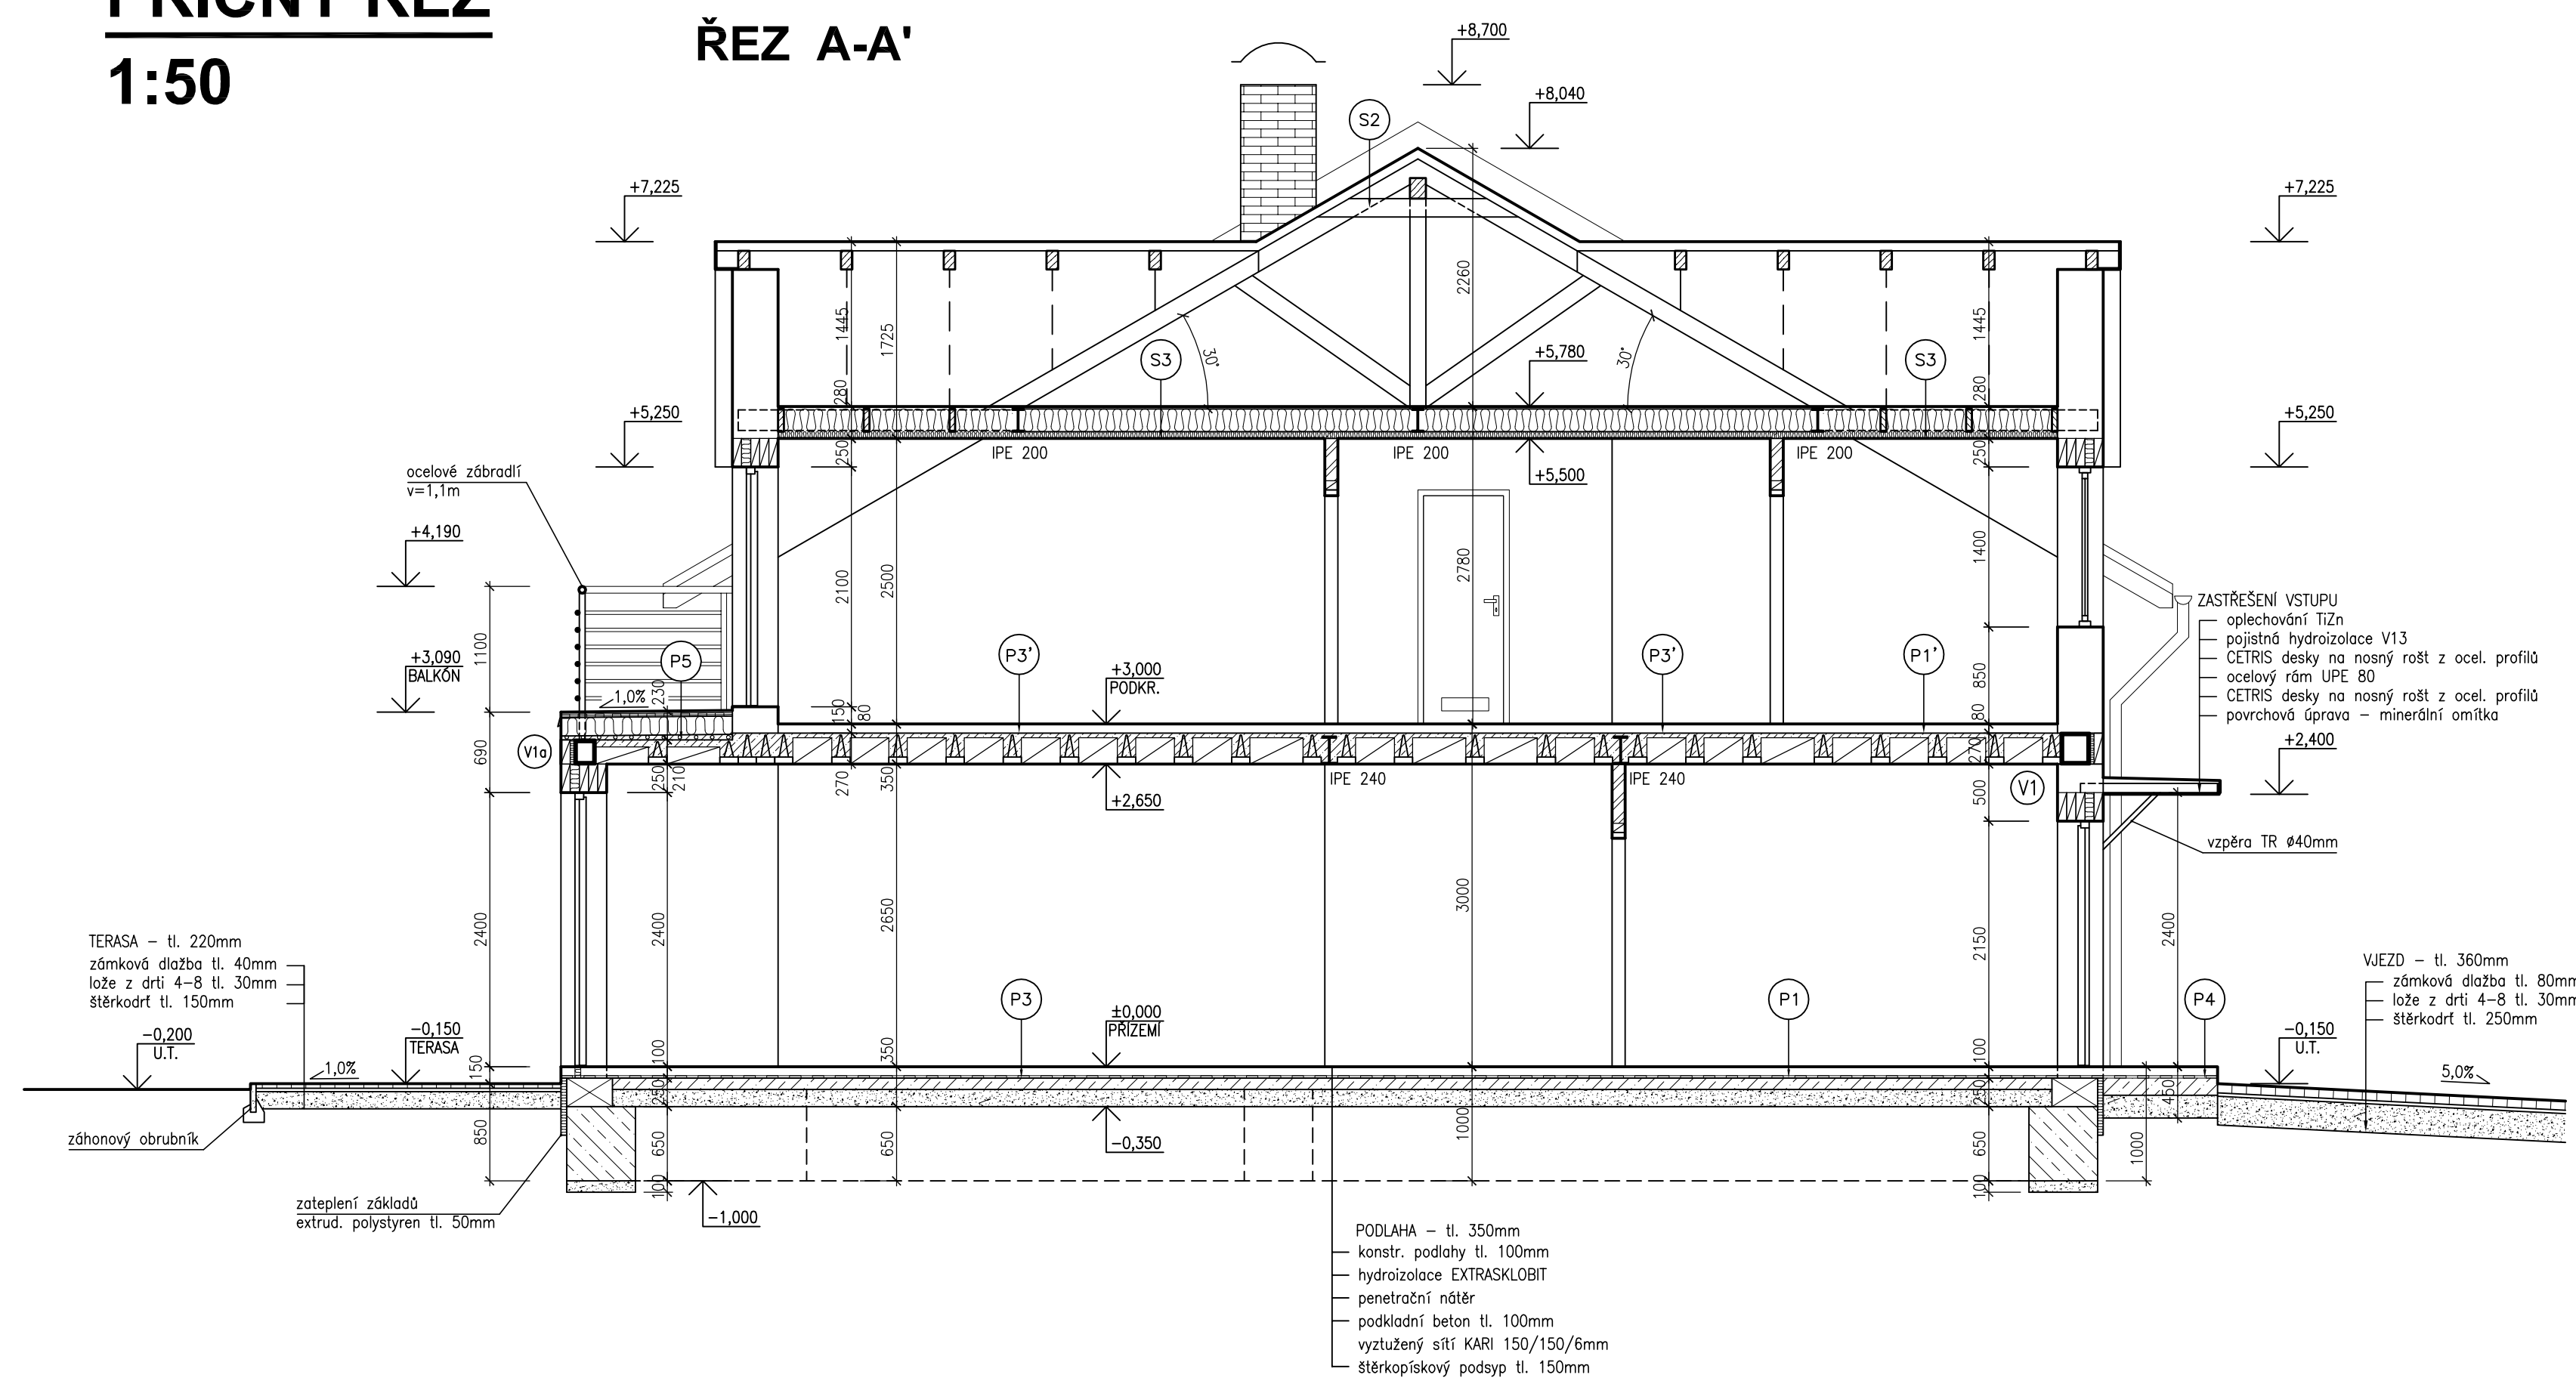 PŘÍČNÝ ŘEZ
1:50
ŘEZ A-A'
+8,700
+8,040
S2
+7,225
+7,225
2260
1445
1725
1445
30°
30°
S3
+5,780
S3
280
280
+5,250
+5,250
250
IPE 200
IPE 200
IPE 200
250
+5,500
ocelové zábradlí
v=1,1m
+4,190
2100
2500
2780
1400
1100
ZASTŘEŠENÍ VSTUPU
oplechování TiZn
pojistná hydroizolace V13
CETRIS desky na nosný rošt z ocel. profilů
ocelový rám UPE 80
CETRIS desky na nosný rošt z ocel. profilů
povrchová úprava – minerální omítka
+3,090
BALKÓN
P5
P3'
+3,000
PODKR.
P3'
P1'
850
1,0%
230
150
80
80
690
V1a
250
210
270
350
IPE 240
IPE 240
270
V1
500
+2,400
+2,650
vzpěra TR ø40mm
2400
2400
2650
3000
2150
2400
TERASA – tl. 220mm
zámková dlažba tl. 40mm
lože z drti 4–8 tl. 30mm
štěrkodrť tl. 150mm
VJEZD – tl. 360mm
zámková dlažba tl. 80mm
lože z drti 4–8 tl. 30mm
štěrkodrť tl. 250mm
P3
P1
P4
–0,200
U.T.
–0,150
TERASA
±0,000
PŘÍZEMÍ
–0,150
U.T.
1,0%
5,0%
150
100
350
100
250
250
450
850
650
650
1000
650
1000
100
100
–0,350
–1,000
záhonový obrubník
zateplení základů
extrud. polystyren tl. 50mm
PODLAHA – tl. 350mm
konstr. podlahy tl. 100mm
hydroizolace EXTRASKLOBIT
penetrační nátěr
podkladní beton tl. 100mm
vyztužený sítí KARI 150/150/6mm
štěrkopískový podsyp tl. 150mm